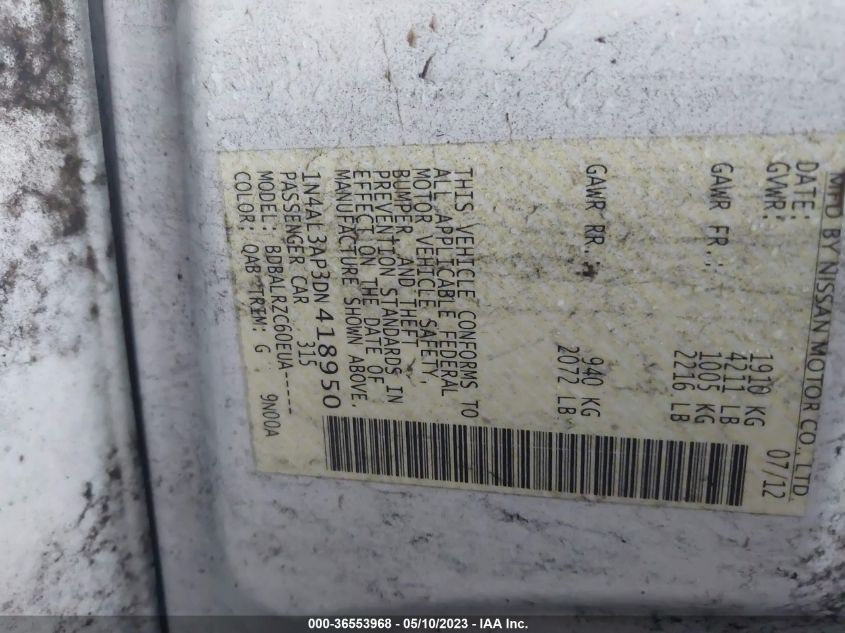 MFD BY NISSAN MOTOR CO., LTD.
DATE: 07/12
GVWR: 1910 KG
4211 LB
GAWR FR.: 1005 KG
2216 LB
GAWR RR.: 940 KG
2072 LB
THIS VEHICLE CONFORMS TO
ALL APPLICABLE FEDERAL
MOTOR VEHICLE SAFETY,
BUMPER AND THEFT
PREVENTION STANDARDS IN
EFFECT ON THE DATE OF
MANUFACTURE SHOWN ABOVE.
1N4AL3AP3DN418950
PASSENGER CAR 315
MODEL: BDBALRZC60EUA-----
COLOR: QAB TRIM: G 9N00A
000-36553968 - 05/10/2023 - IAA Inc.